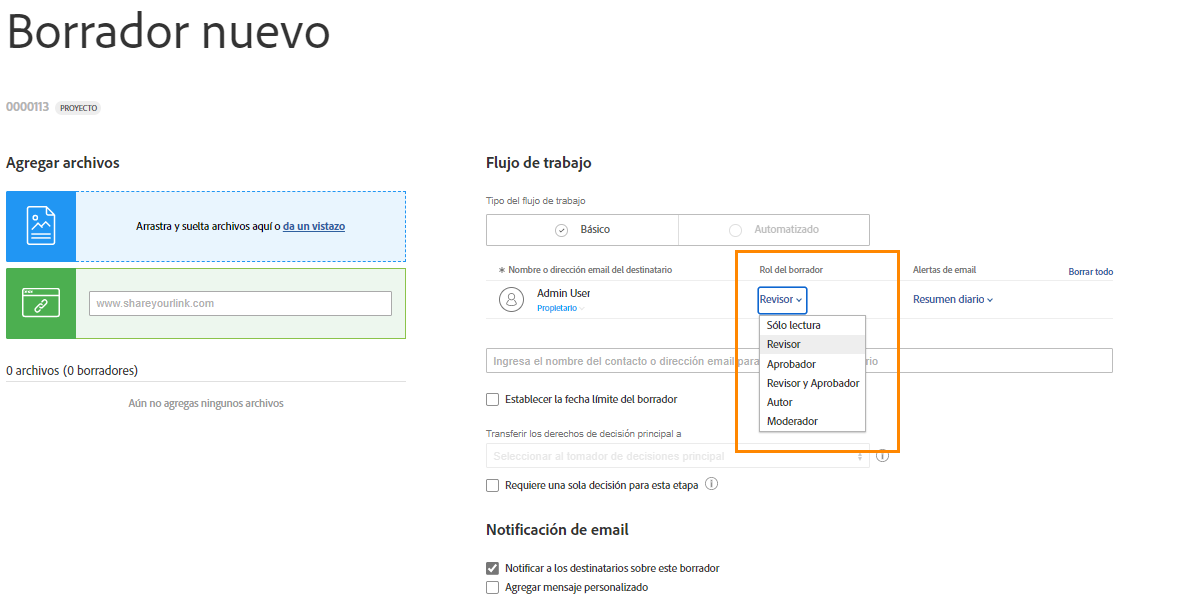 Borrador nuevo
0000113 PROYECTO
Agregar archivos
Arrastra y suelta archivos aquí o da un vistazo
www.shareyourlink.com
0 archivos (0 borradores)
Aún no agregas ningunos archivos
Flujo de trabajo
Tipo del flujo de trabajo
Básico Automatizado
* Nombre o dirección email del destinatario Rol del borrador Alertas de email Borrar todo
Admin User Revisor Resumen diario
Propietario
Sólo lectura
Revisor
Aprobador
Revisor y Aprobador
Autor
Moderador
Ingresa el nombre del contacto o dirección email para
Establecer la fecha límite del borrador
Transferir los derechos de decisión principal a
Seleccionar al tomador de decisiones principal
Requiere una sola decisión para esta etapa
Notificación de email
Notificar a los destinatarios sobre este borrador
Agregar mensaje personalizado